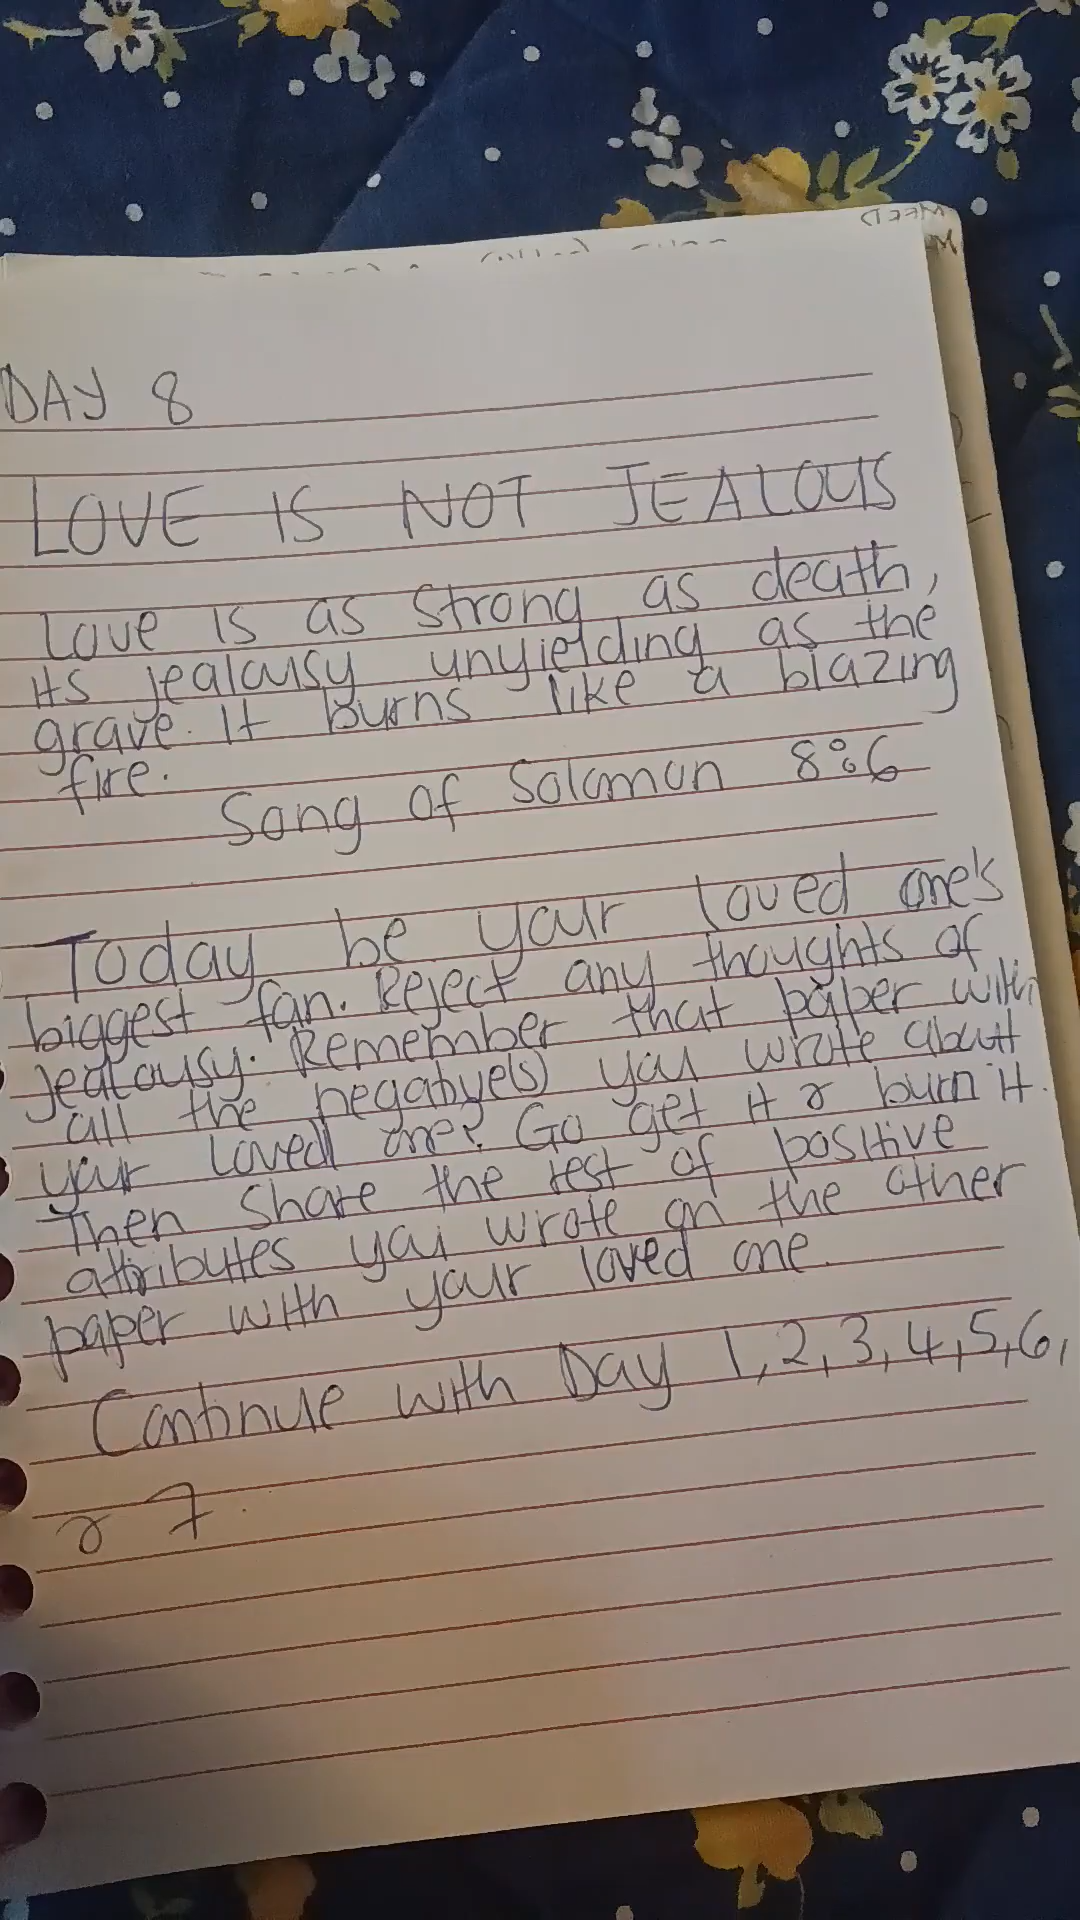 DAY 8
LOVE IS NOT JEALOUS
Love is as strong as death,
its jealousy unyielding as the
grave. It burns like a blazing
fire.
Song of Solomon 8:6
Today be your loved one's
biggest fan. Reject any thoughts of
jealousy. Remember that paper with
all the negative(s) you wrote about
your loved one? Go get it & burn it.
Then share the rest of positive
attributes you wrote on the other
paper with your loved one.
Continue with Day 1, 2, 3, 4, 5, 6,
& 7.